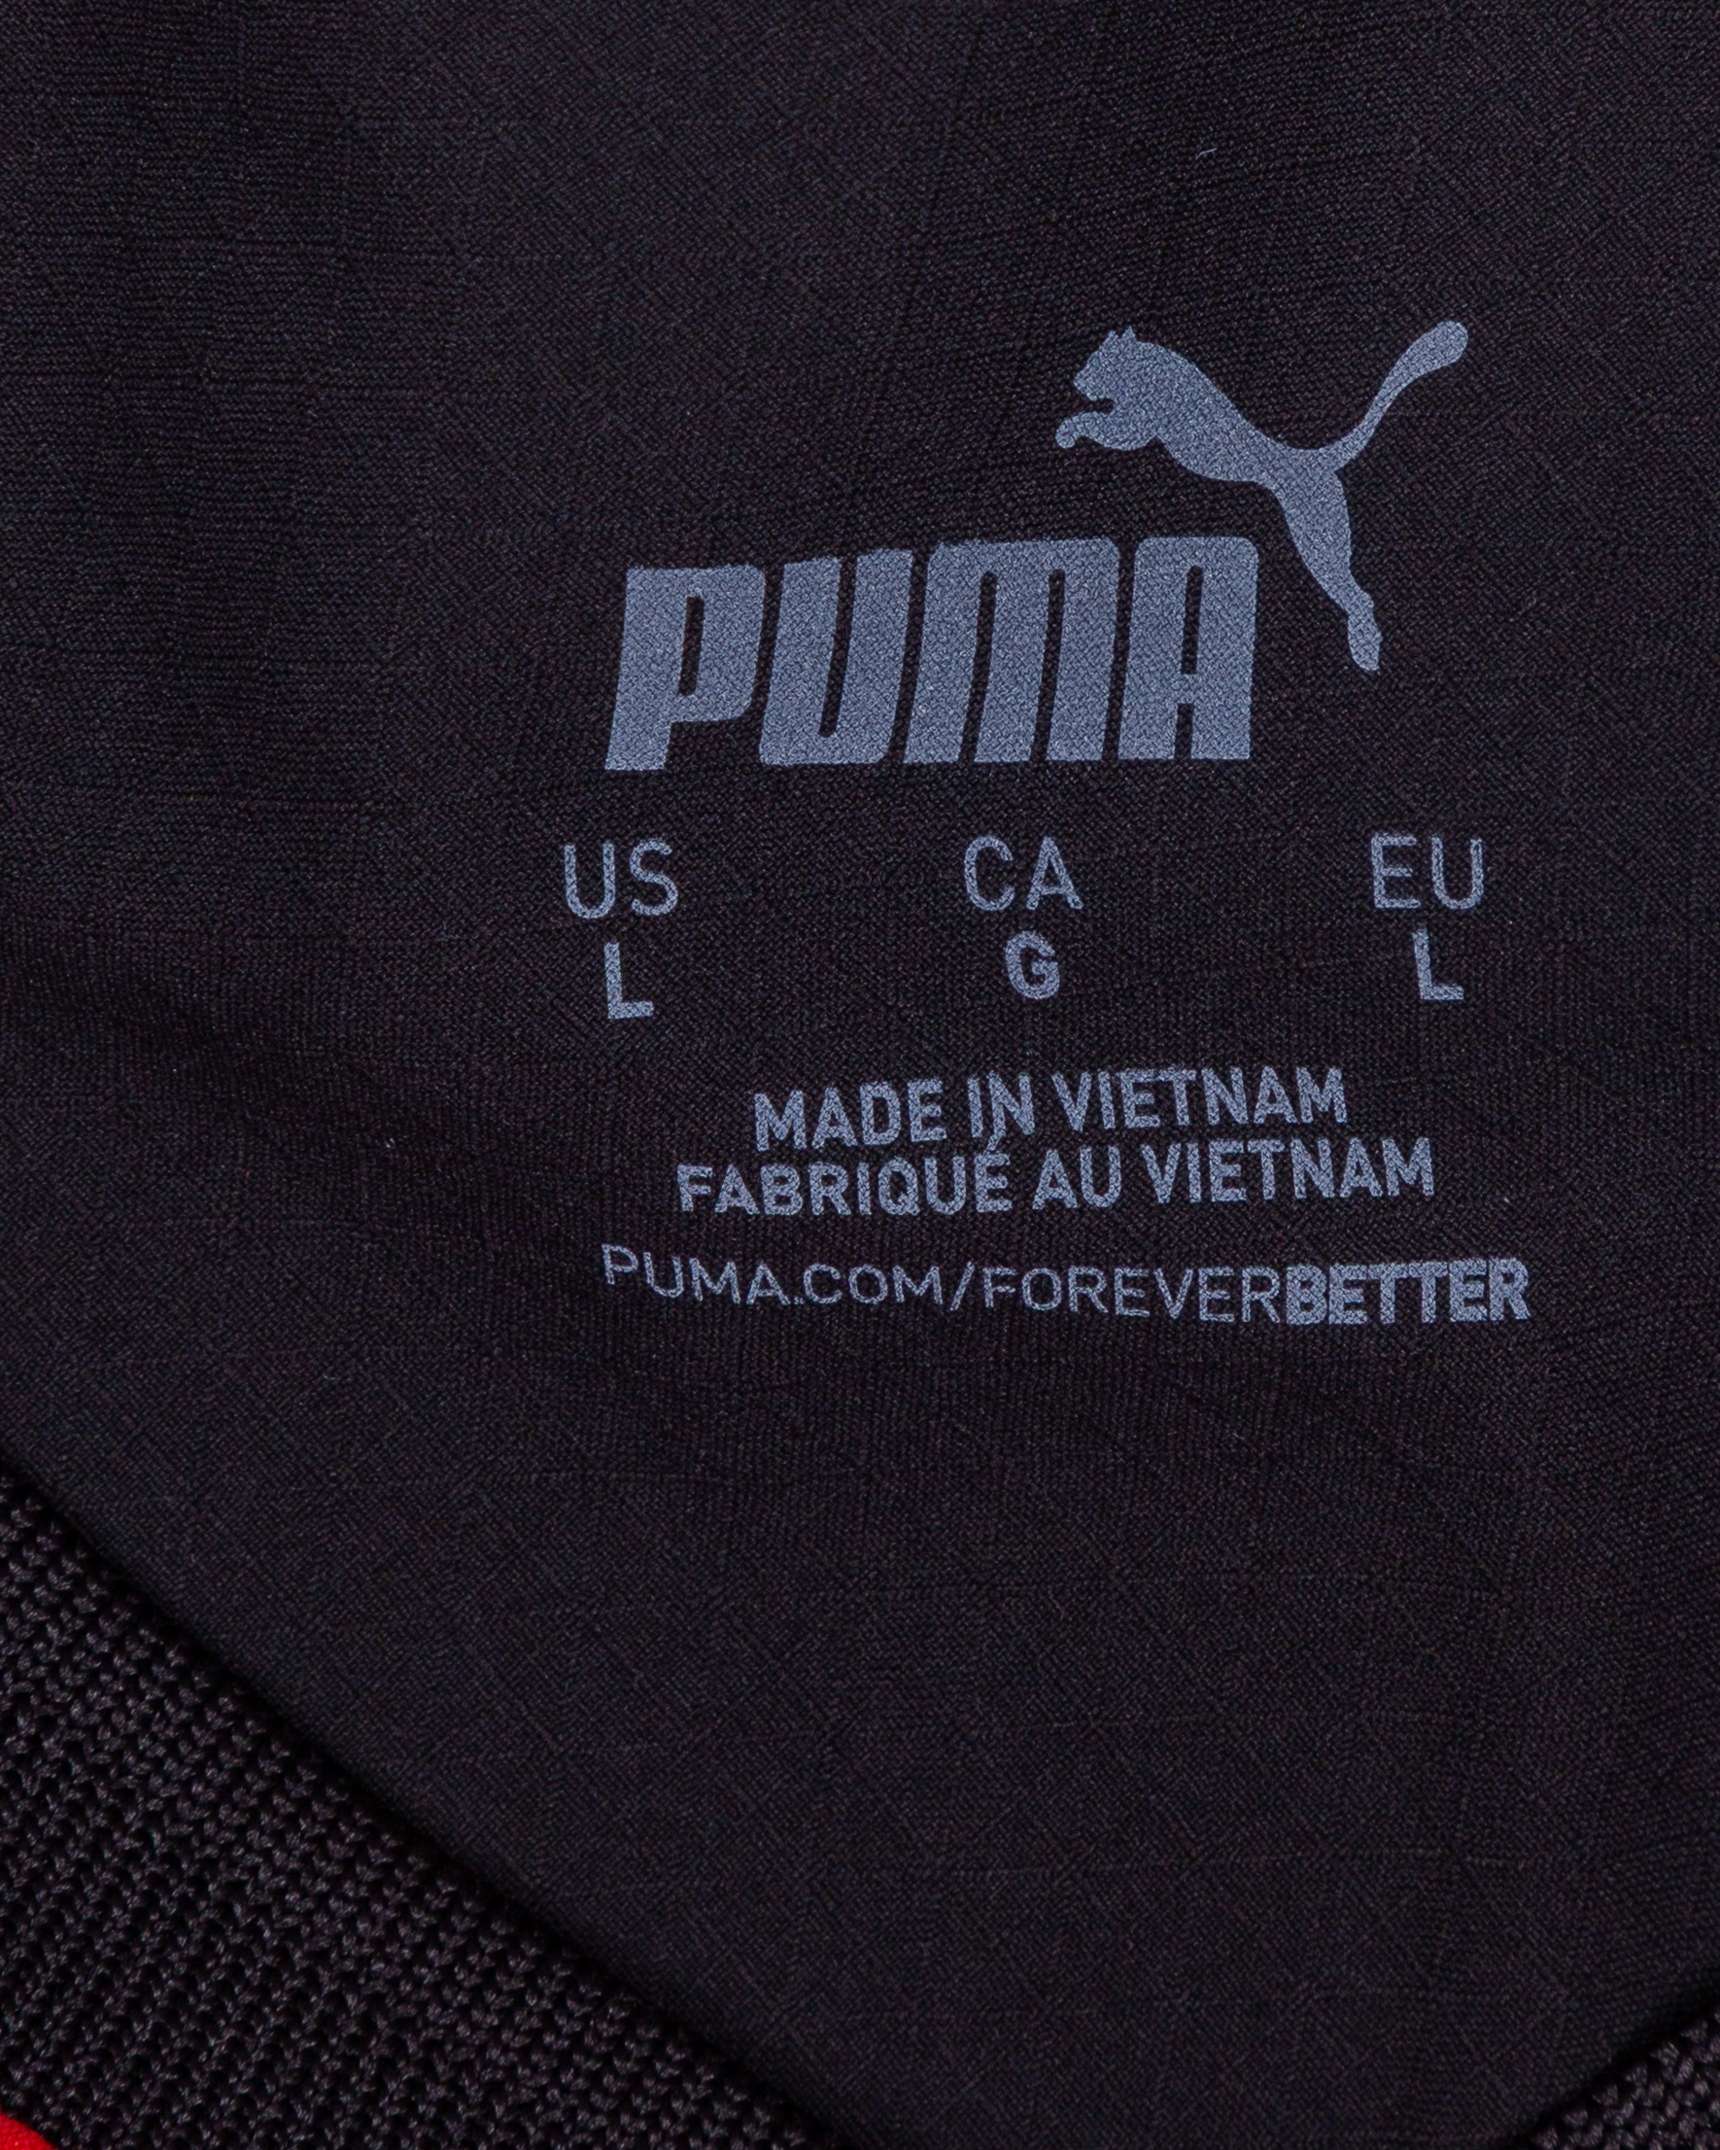 PUMA
US CA EU
L G L
MADE IN VIETNAM
FABRIQUÉ AU VIETNAM
PUMA.COM/FOREVERBETTER